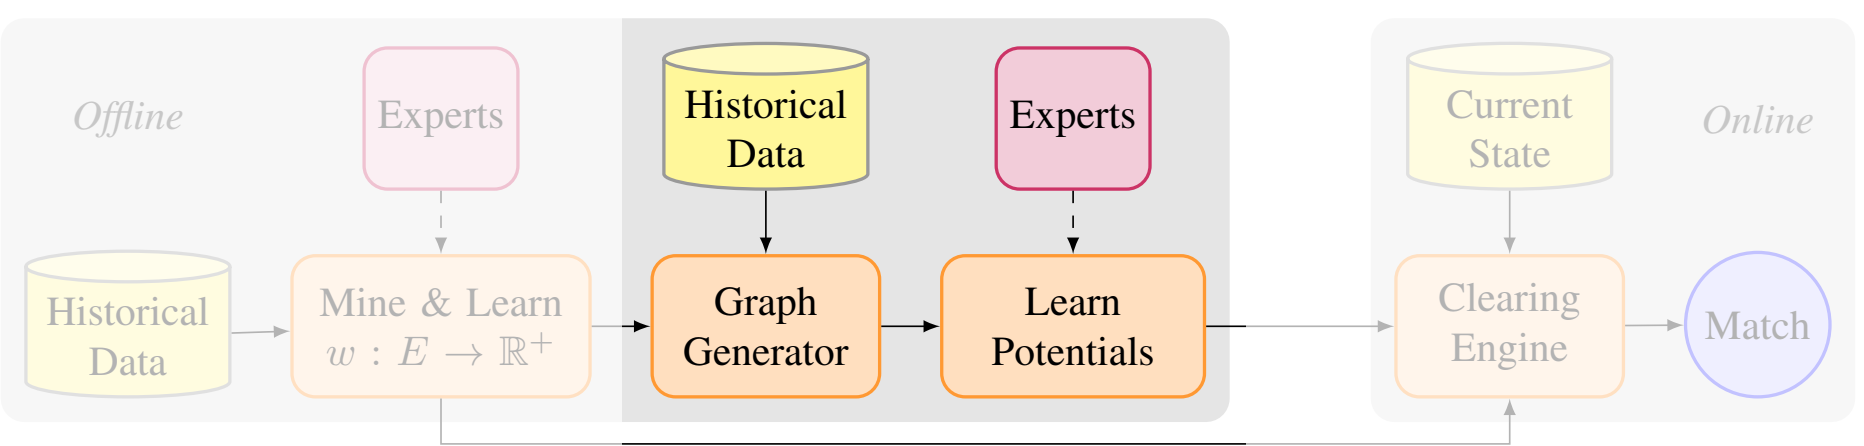 Offline
Experts
Historical
Data
Mine & Learn
w : E → ℝ⁺
Historical
Data
Experts
Graph
Generator
Learn
Potentials
Current
State
Online
Clearing
Engine
Match